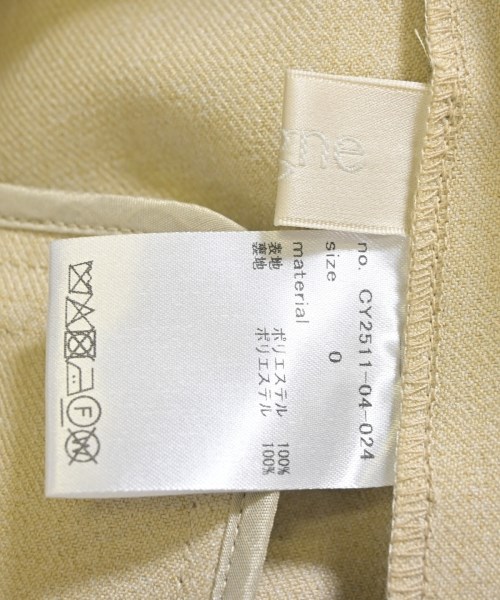 no. CY2511-04-024
size 0
material
表地 ポリエステル 100%
裏地 ポリエステル 100%